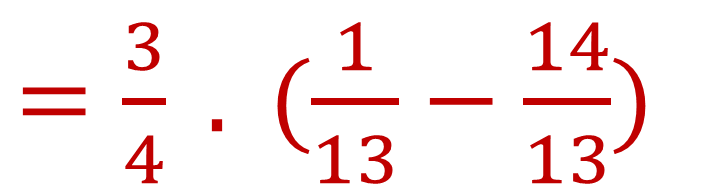 = 3/4 . (1/13 − 14/13)